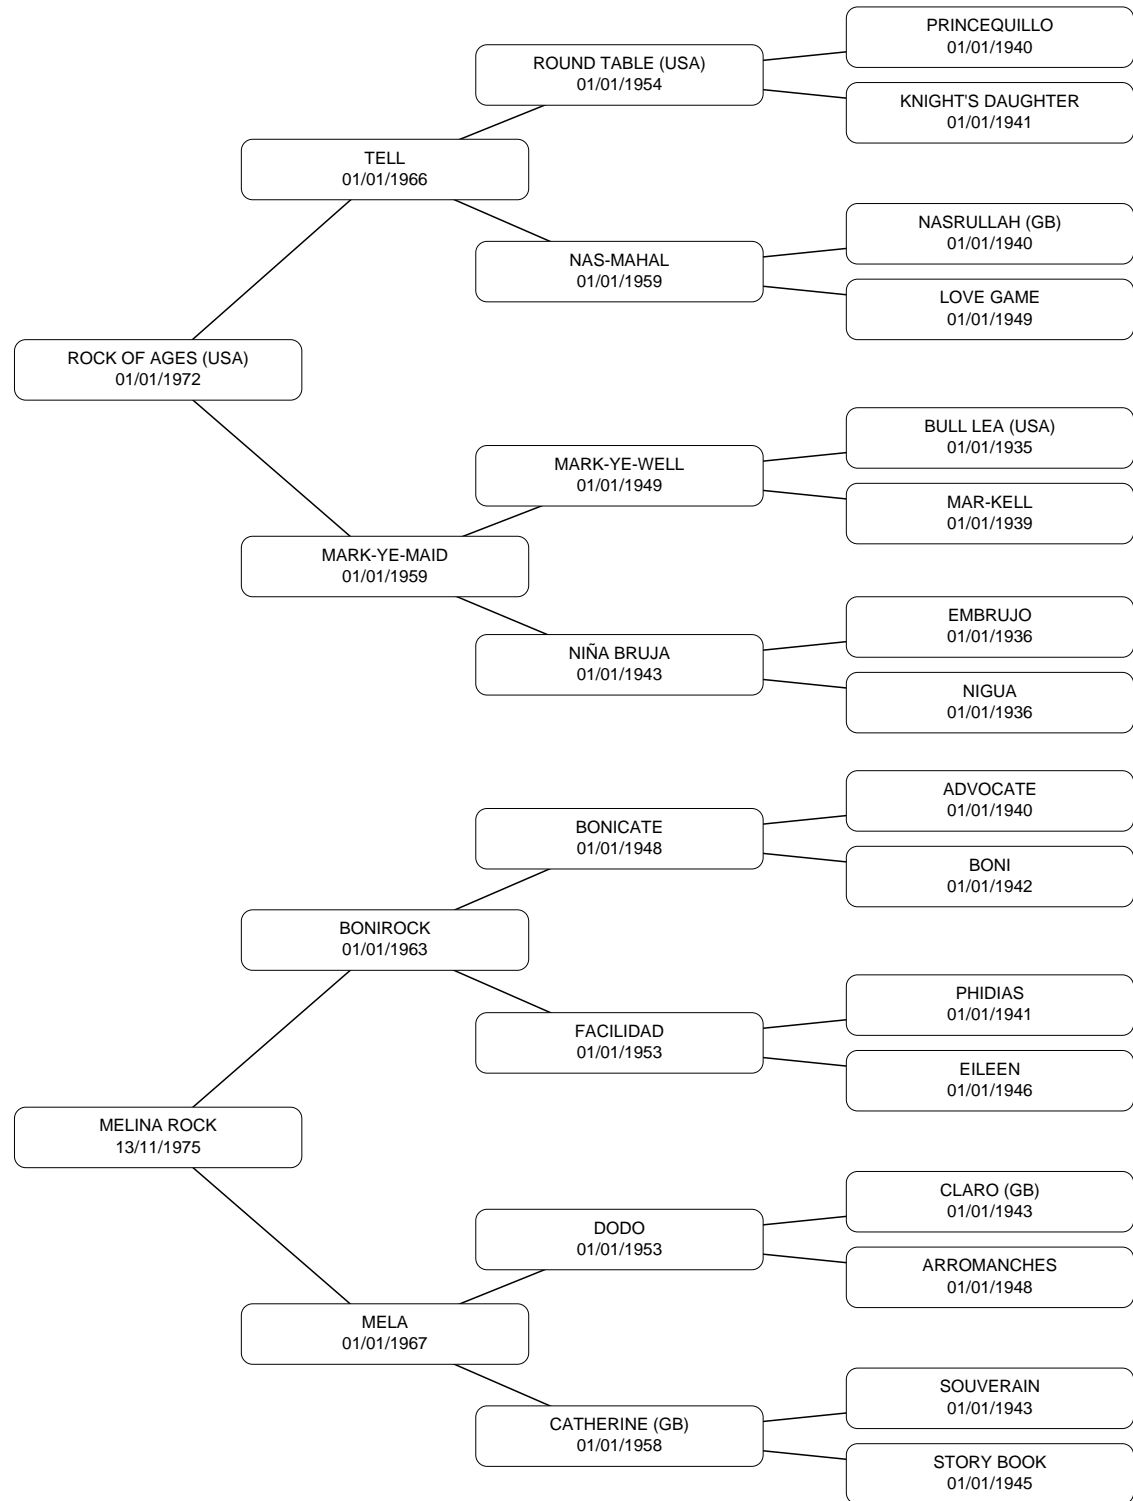 PRINCEQUILLO
01/01/1940
ROUND TABLE (USA)
01/01/1954
KNIGHT'S DAUGHTER
01/01/1941
TELL
01/01/1966
NASRULLAH (GB)
01/01/1940
NAS-MAHAL
01/01/1959
LOVE GAME
01/01/1949
ROCK OF AGES (USA)
01/01/1972
BULL LEA (USA)
01/01/1935
MARK-YE-WELL
01/01/1949
MAR-KELL
01/01/1939
MARK-YE-MAID
01/01/1959
EMBRUJO
01/01/1936
NIÑA BRUJA
01/01/1943
NIGUA
01/01/1936
ADVOCATE
01/01/1940
BONICATE
01/01/1948
BONI
01/01/1942
BONIROCK
01/01/1963
PHIDIAS
01/01/1941
FACILIDAD
01/01/1953
EILEEN
01/01/1946
MELINA ROCK
13/11/1975
CLARO (GB)
01/01/1943
DODO
01/01/1953
ARROMANCHES
01/01/1948
MELA
01/01/1967
SOUVERAIN
01/01/1943
CATHERINE (GB)
01/01/1958
STORY BOOK
01/01/1945